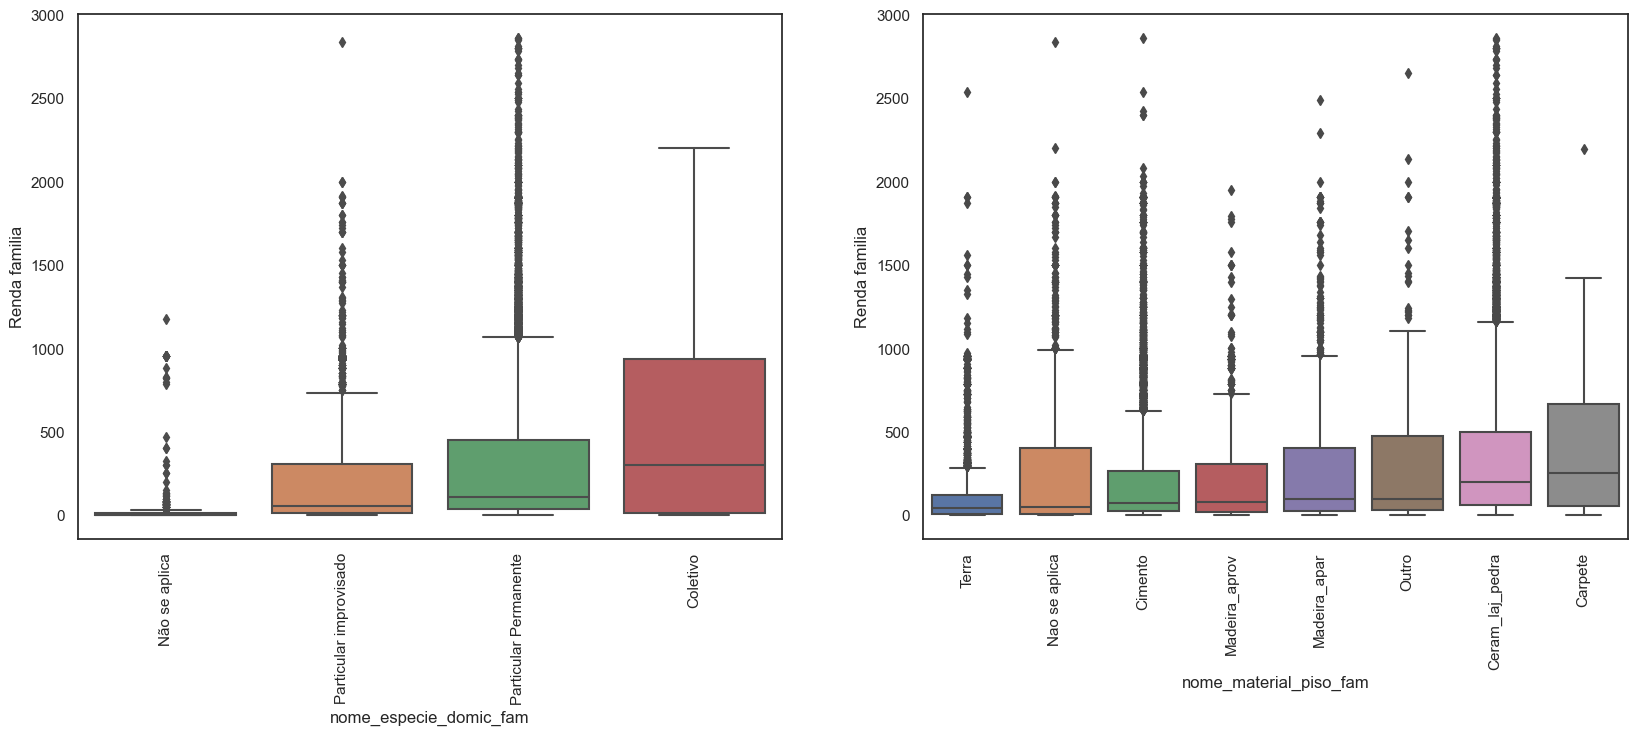 3000
2500
2000
1500
1000
500
0
Renda familia
Não se aplica
Particular improvisado
Particular Permanente
Coletivo
nome_especie_domic_fam
3000
2500
2000
1500
1000
500
0
Renda familia
Terra
Nao se aplica
Cimento
Madeira_aprov
Madeira_apar
Outro
Ceram_laj_pedra
Carpete
nome_material_piso_fam